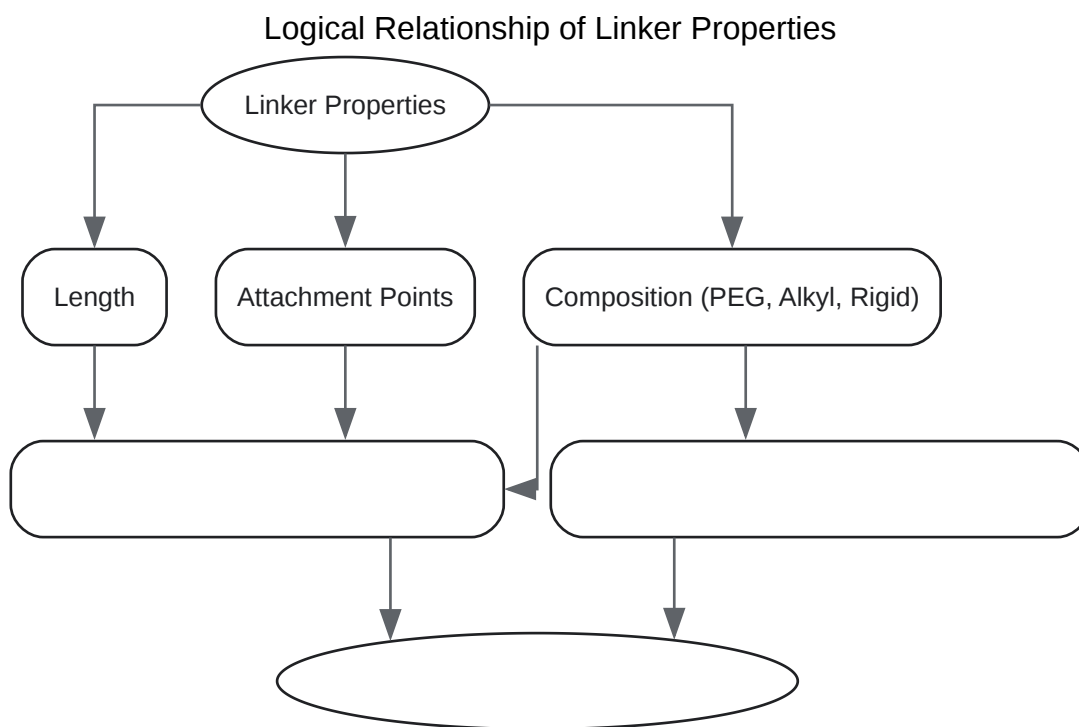 Logical Relationship of Linker Properties
Linker Properties
Length
Attachment Points
Composition (PEG, Alkyl, Rigid)